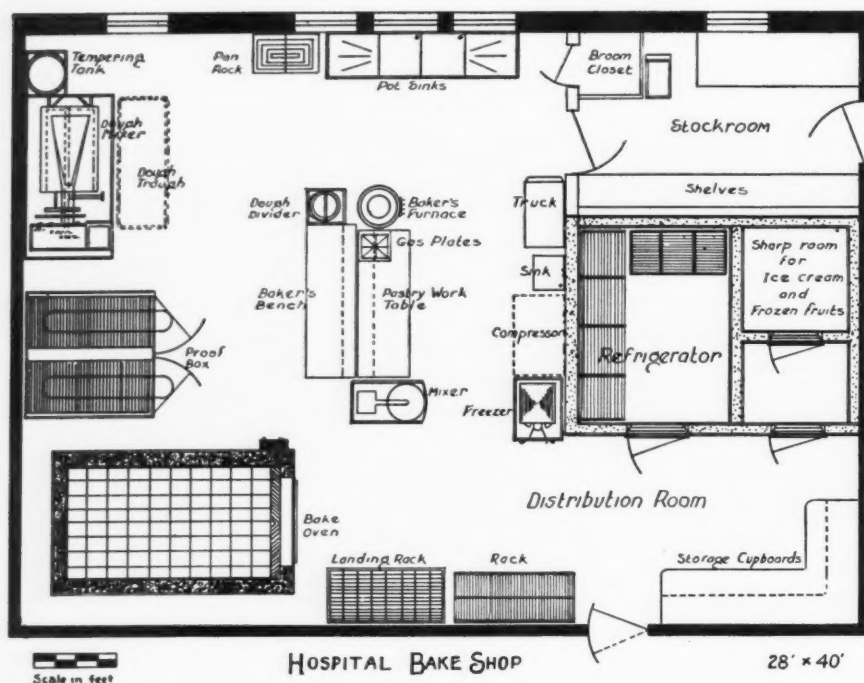 Tempering
Tank
Pan
Rack
Pot Sinks
Broom
Closet
Dough
Mixer
Dough
Trough
Stockroom
Dough
Divider
Baker's
Furnace
Truck
Shelves
Gas Plates
Sink
Sharp room
for
Ice cream
and
Frozen fruits
Baker's
Bench
Pastry Work
Table
Compressor
Proof
Box
Refrigerator
Mixer
Freezer
Distribution Room
Bake
Oven
Landing Rack
Rack
Storage Cupboards
Scale in feet
HOSPITAL BAKE SHOP
28' × 40'